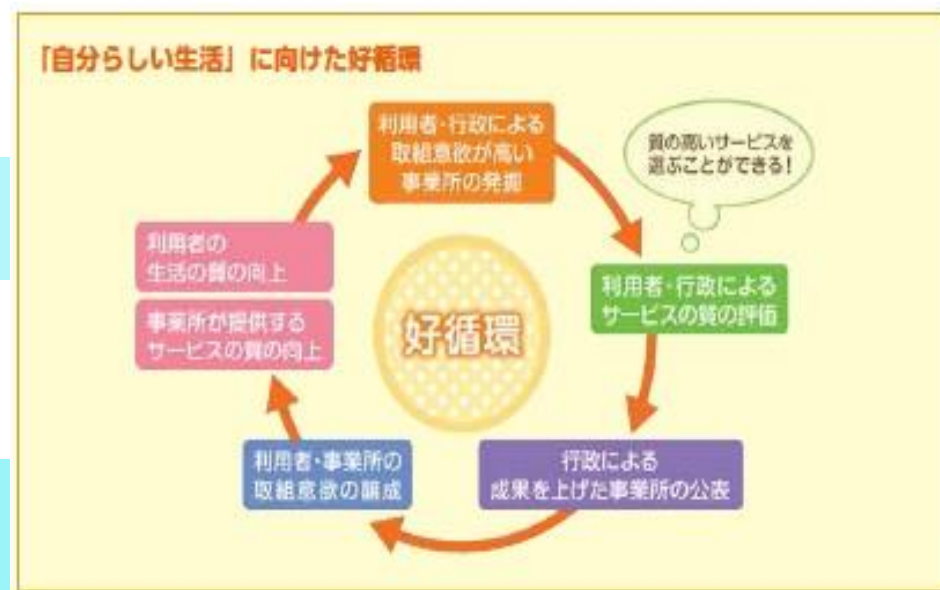 「自分らしい生活」に向けた好循環
利用者・行政による
取組意欲が高い
事業所の発掘
質の高いサービスを
選ぶことができる!
利用者・行政による
サービスの質の評価
行政による
成果を上げた事業所の公表
利用者・事業所の
取組意欲の醸成
利用者の
生活の質の向上
事業所が提供する
サービスの質の向上
好循環